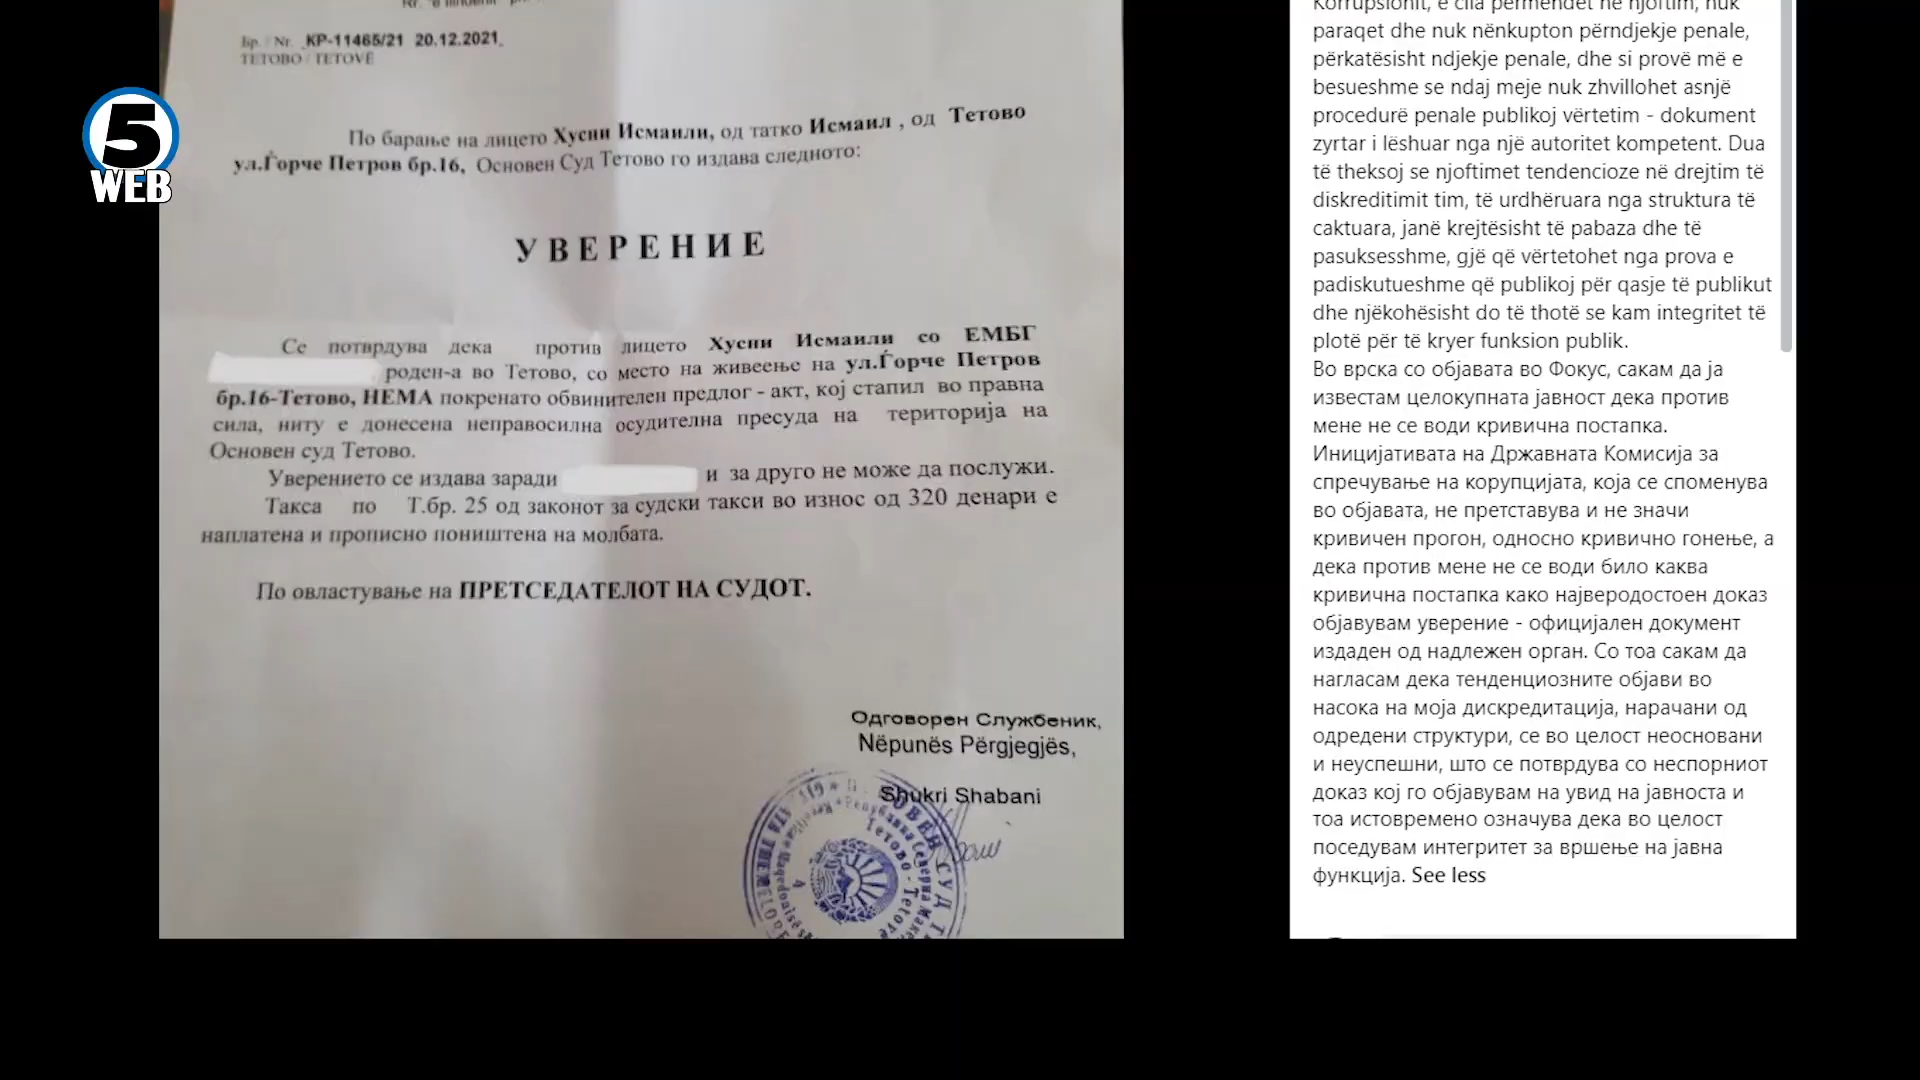 5
WEB
Бр. / Nr. КР-11465/21 20.12.2021
ТЕТОВО / TETOVË
По барање на лицето Хусни Исмаили, од татко Исмаил , од Тетово
ул.Ѓорче Петров бр.16, Основен Суд Тетово го издава следното:
УВЕРЕНИЕ
Се потврдува дека против лицето Хусни Исмаили со ЕМБГ
роден-а во Тетово, со место на живеење на ул.Ѓорче Петров
бр.16-Тетово, НЕМА покренато обвинителен предлог - акт, кој стапил во правна
сила, ниту е донесена неправосилна осудителна пресуда на територија на
Основен суд Тетово.
Уверението се издава заради и за друго не може да послужи.
Такса по Т.бр. 25 од законот за судски такси во износ од 320 денари е
наплатена и прописно поништена на молбата.
По овластување на ПРЕТСЕДАТЕЛОТ НА СУДОТ.
Одговорен Службеник,
Nëpunës Përgjegjës,
Shukri Shabani
Korrupsionit, e cila përmendet në njoftim, nuk
paraqet dhe nuk nënkupton përndjekje penale,
përkatësisht ndjekje penale, dhe si provë më e
besueshme se ndaj meje nuk zhvillohet asnjë
procedurë penale publikoj vërtetim - dokument
zyrtar i lëshuar nga një autoritet kompetent. Dua
të theksoj se njoftimet tendencioze në drejtim të
diskreditimit tim, të urdhëruara nga struktura të
caktuara, janë krejtësisht të pabaza dhe të
pasuksesshme, gjë që vërtetohet nga prova e
padiskutueshme që publikoj për qasje të publikut
dhe njëkohësisht do të thotë se kam integritet të
plotë për të kryer funksion publik.
Во врска со објавата во Фокус, сакам да ја
известам целокупната јавност дека против
мене не се води кривична постапка.
Иницијативата на Државната Комисија за
спречување на корупцијата, која се споменува
во објавата, не претставува и не значи
кривичен прогон, односно кривично гонење, а
дека против мене не се води било каква
кривична постапка како најверодостоен доказ
објавувам уверение - официјален документ
издаден од надлежен орган. Со тоа сакам да
нагласам дека тенденциозните објави во
насока на моја дискредитација, нарачани од
одредени структури, се во целост неосновани
и неуспешни, што се потврдува со неспорниот
доказ кој го објавувам на увид на јавноста и
тоа истовремено означува дека во целост
поседувам интегритет за вршење на јавна
функција. See less